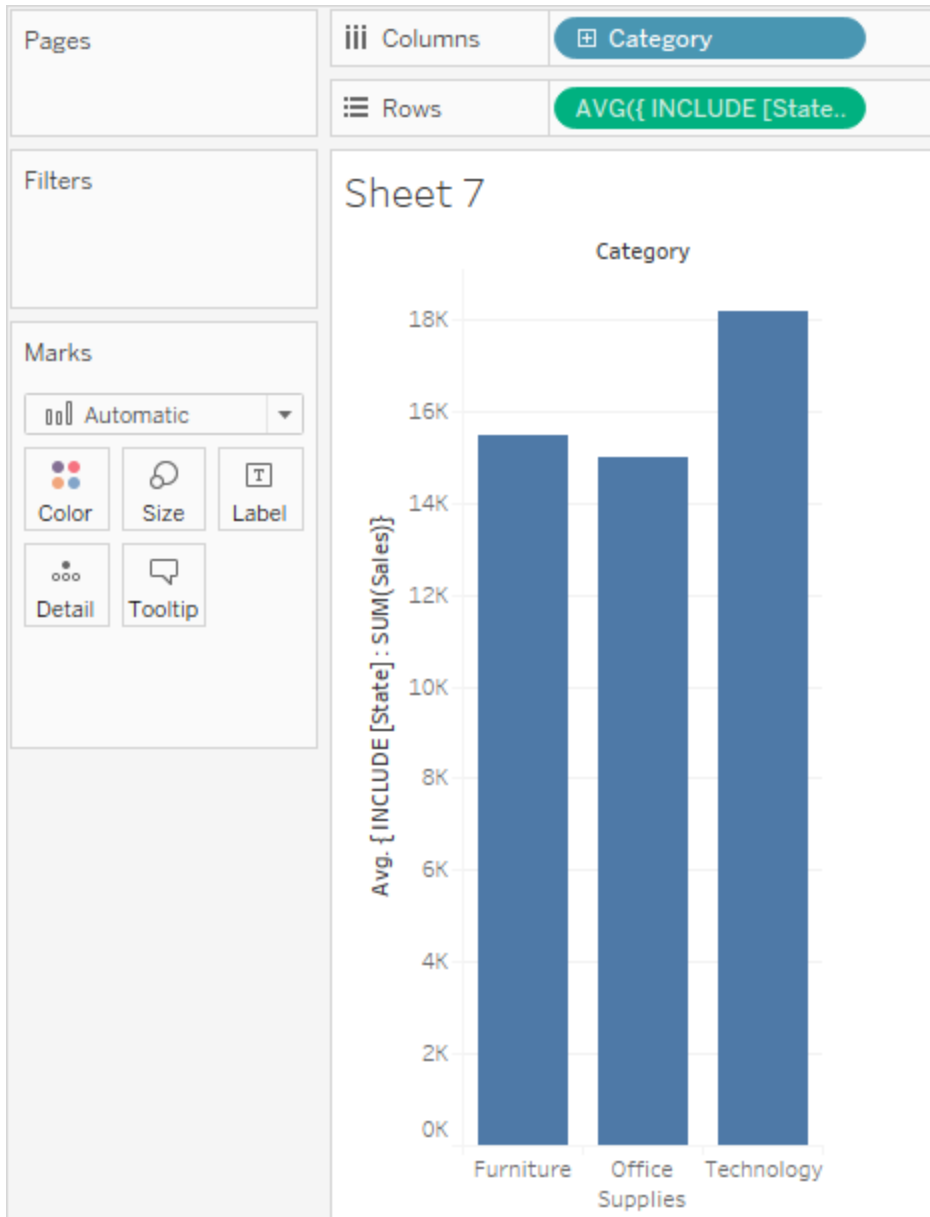 Pages
Columns
Category
Rows
AVG({ INCLUDE [State..
Filters
Marks
Automatic
Color
Size
T
Label
Detail
Tooltip
Sheet 7
Category
18K
16K
14K
12K
10K
8K
6K
4K
2K
0K
Avg. { INCLUDE [State] : SUM(Sales)}
Furniture
Office
Supplies
Technology